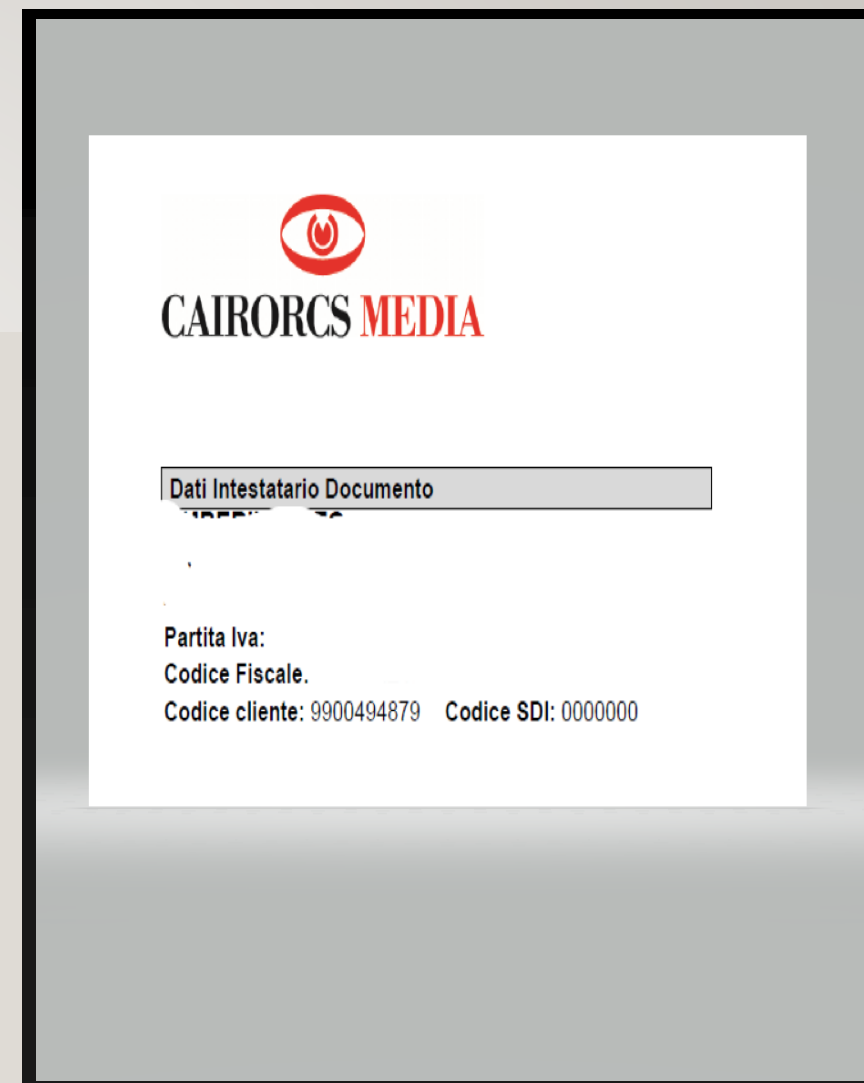 CAIRORCS MEDIA
Dati Intestatario Documento
Partita Iva:
Codice Fiscale.
Codice cliente: 9900494879 Codice SDI: 0000000